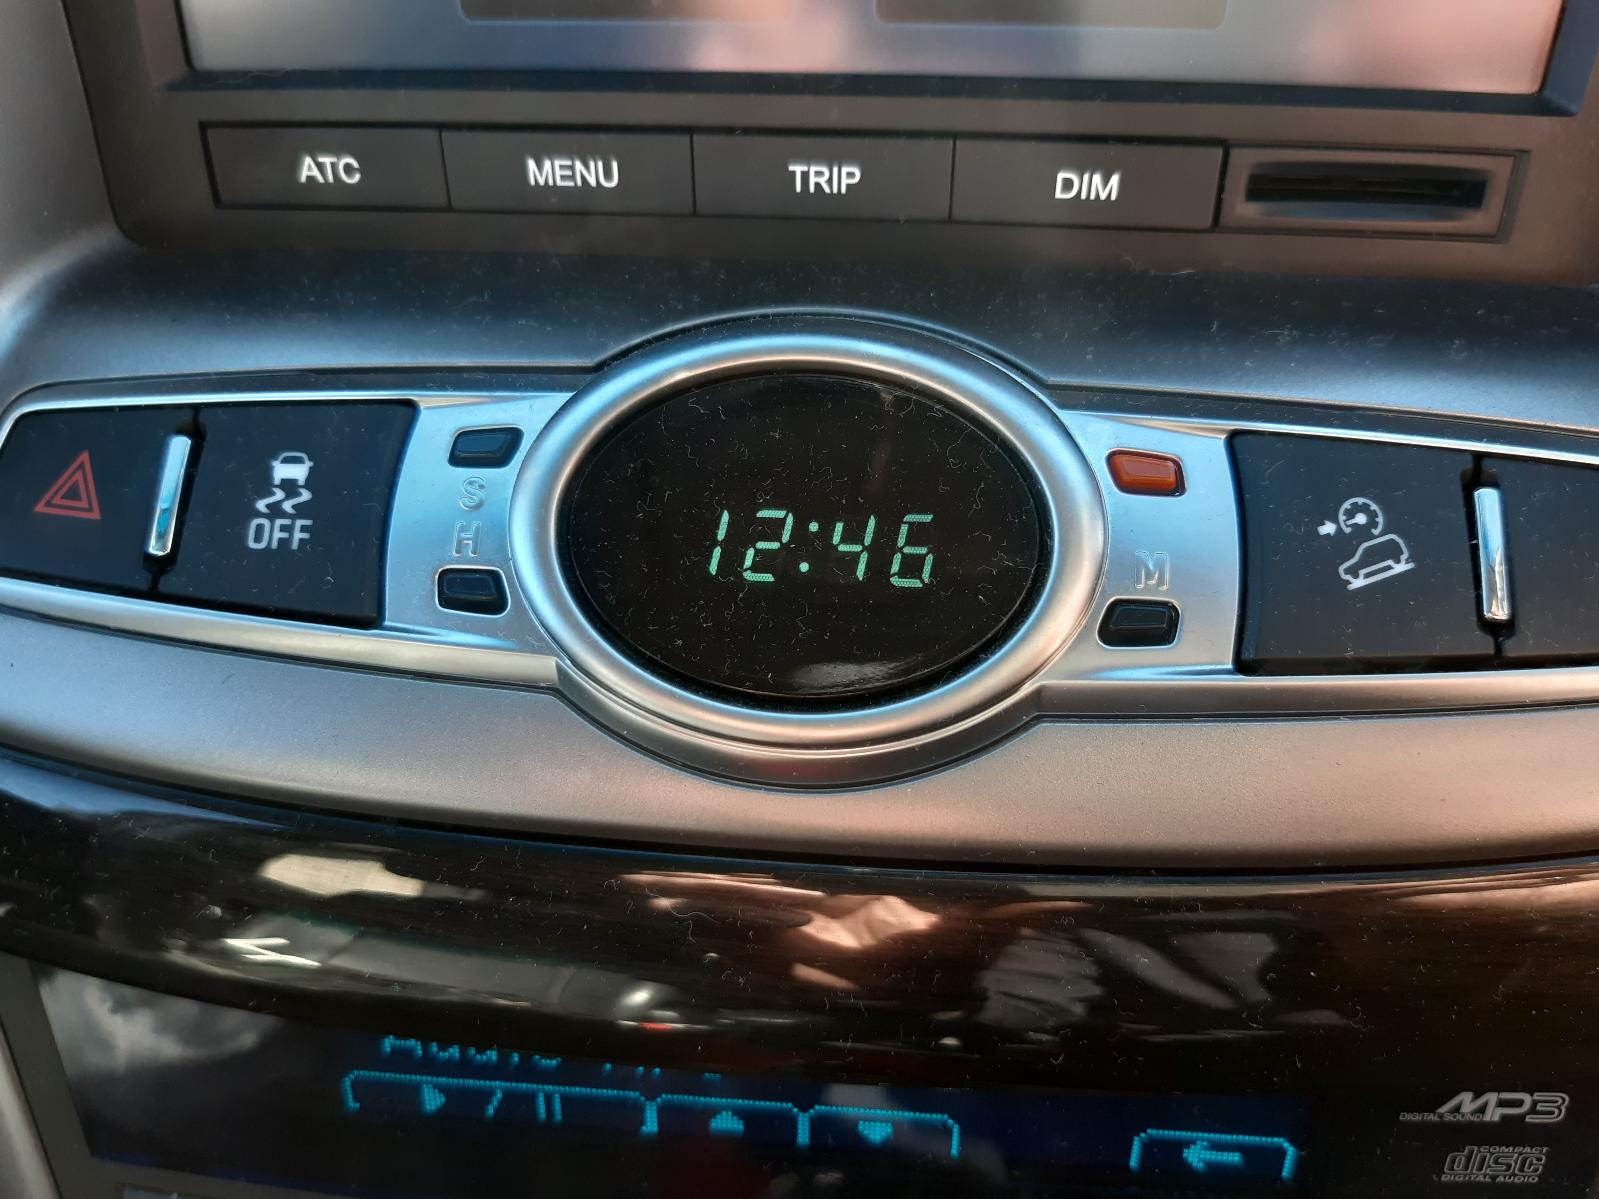 ATC MENU TRIP DIM
OFF
S
H
12:46
M
DIGITAL SOUND MP3
COMPACT
disc
DIGITAL AUDIO